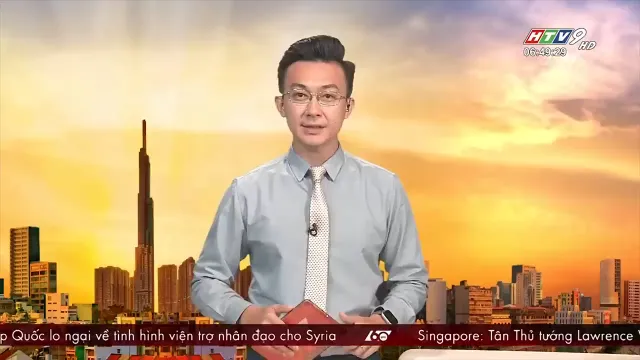 HTV9 HD
06:49:29
p Quốc lo ngại về tình hình viện trợ nhân đạo cho Syria 60 Singapore: Tân Thủ tướng Lawrence